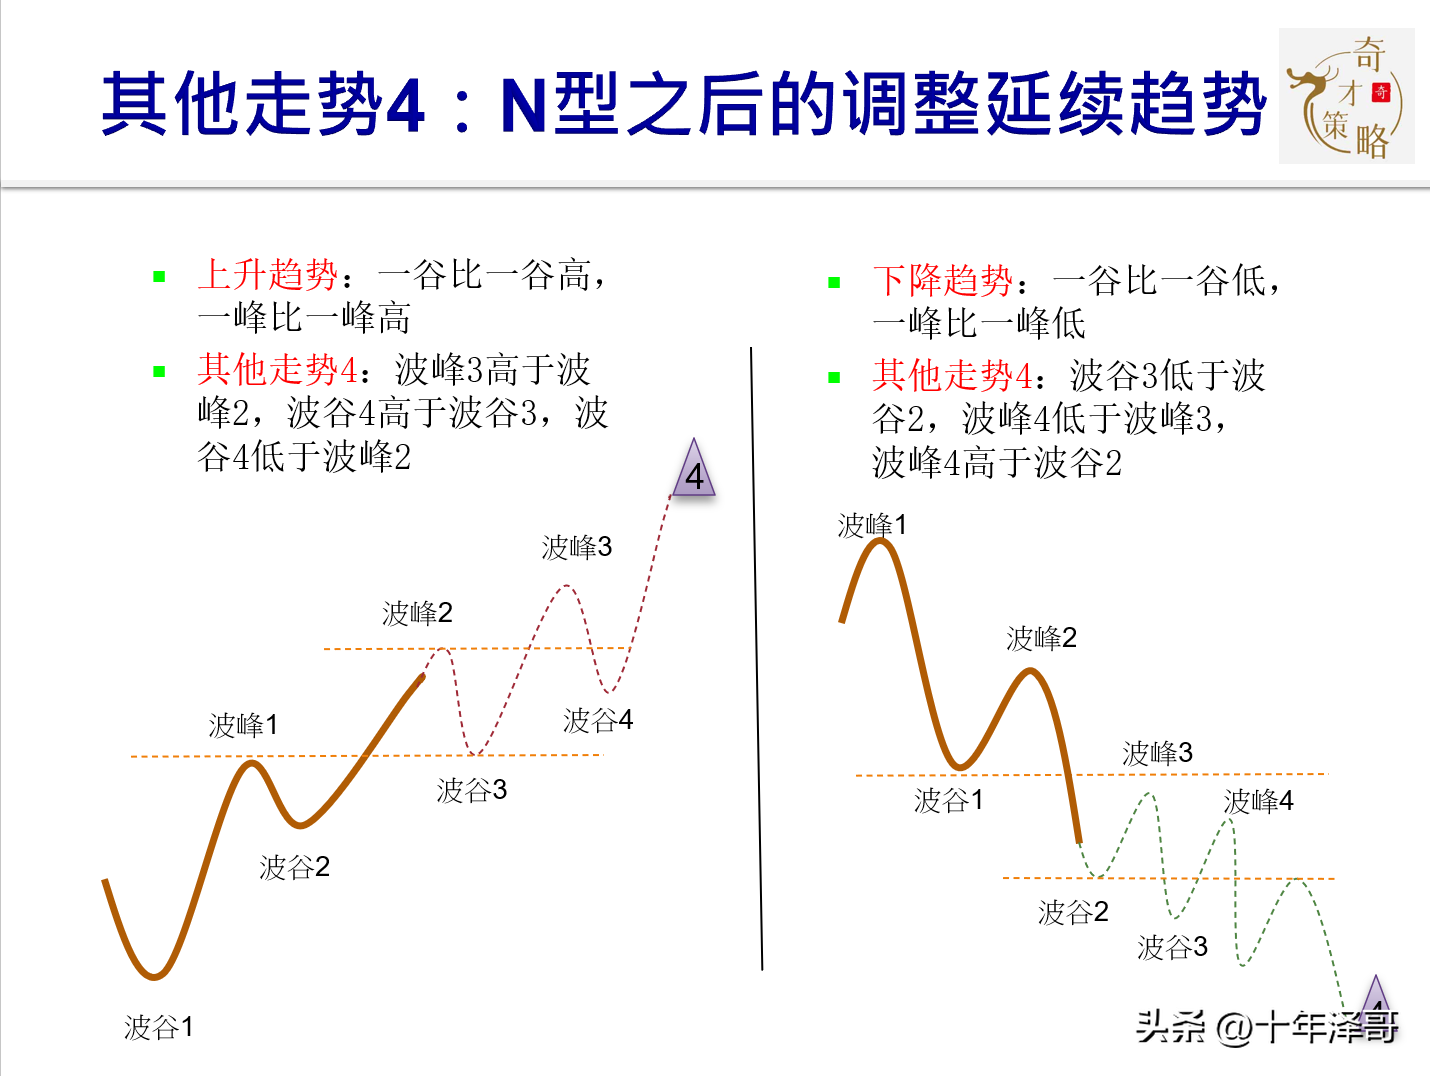 其他走势4：N型之后的调整延续趋势
奇
才
奇
策
略
上升趋势：一谷比一谷高，
一峰比一峰高
其他走势4：波峰3高于波
峰2，波谷4高于波谷3，波
谷4低于波峰2
4
波峰3
波峰2
波谷4
波峰1
波谷3
波谷2
波谷1
下降趋势：一谷比一谷低，
一峰比一峰低
其他走势4：波谷3低于波
谷2，波峰4低于波峰3，
波峰4高于波谷2
波峰1
波峰2
波峰3
波谷1
波峰4
波谷2
波谷3
4
头条 @十年泽哥